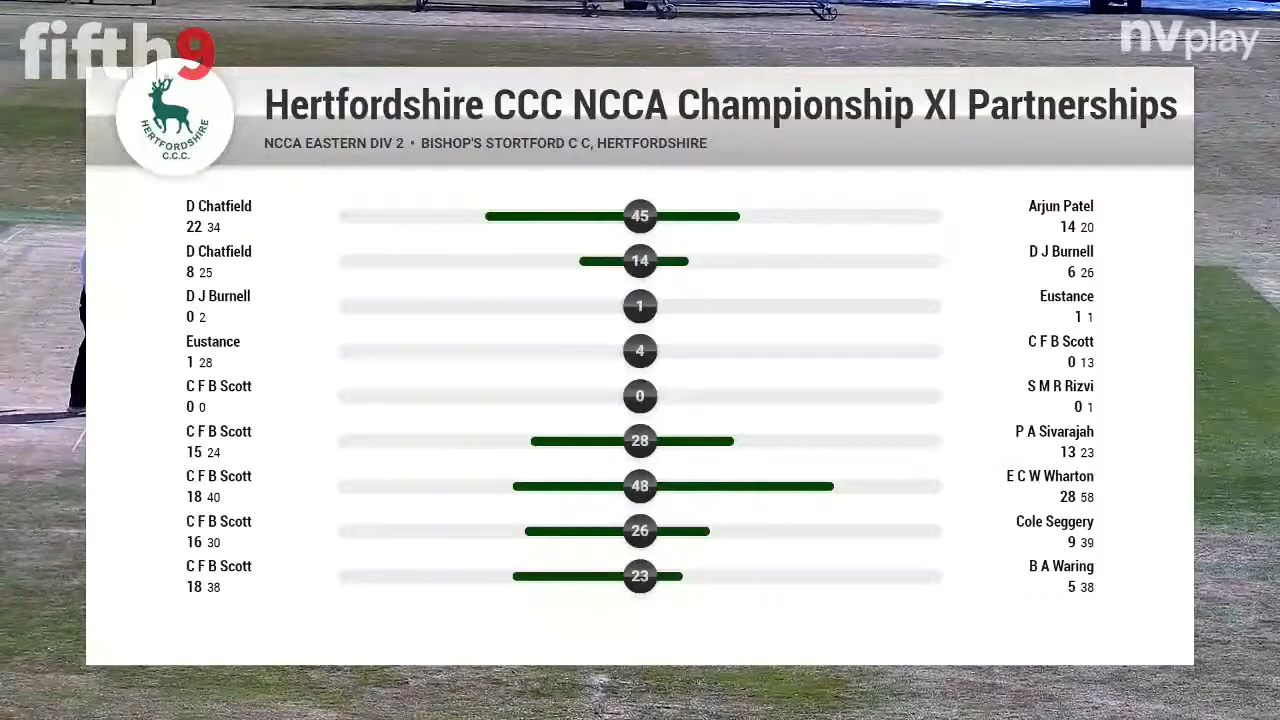 fifth9
nvplay
Hertfordshire CCC NCCA Championship XI Partnerships
NCCA EASTERN DIV 2 • BISHOP'S STORTFORD C C, HERTFORDSHIRE
HERTFORDSHIRE
C.C.C.
D Chatfield 45 Arjun Patel
22 34 14 20
D Chatfield 14 D J Burnell
8 25 6 26
D J Burnell 1 Eustance
0 2 1 1
Eustance 4 C F B Scott
1 28 0 13
C F B Scott 0 S M R Rizvi
0 0 0 1
C F B Scott 28 P A Sivarajah
15 24 13 23
C F B Scott 48 E C W Wharton
18 40 28 58
C F B Scott 26 Cole Seggery
16 30 9 39
C F B Scott 23 B A Waring
18 38 5 38